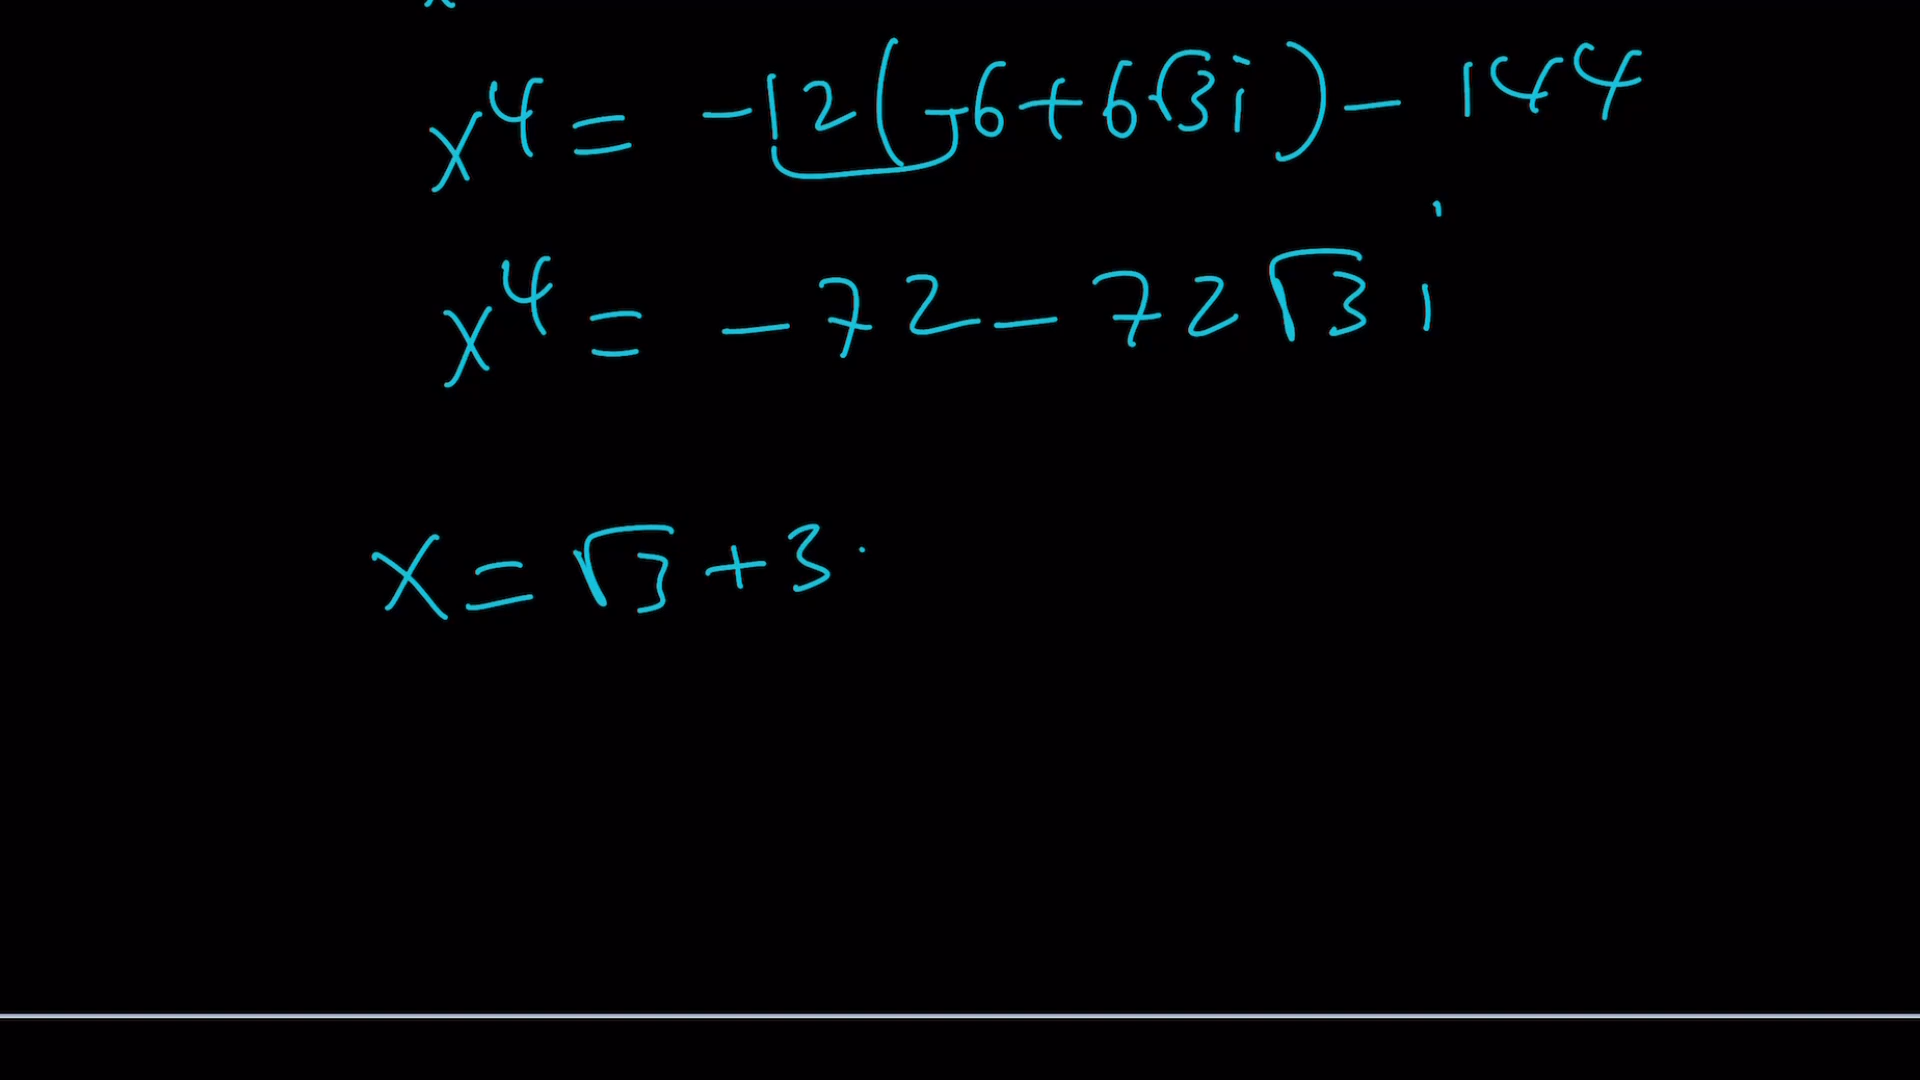 x⁴ = -12(-6+6√3i) - 144
x⁴ = -72 - 72√3 i
x = √3 + 3